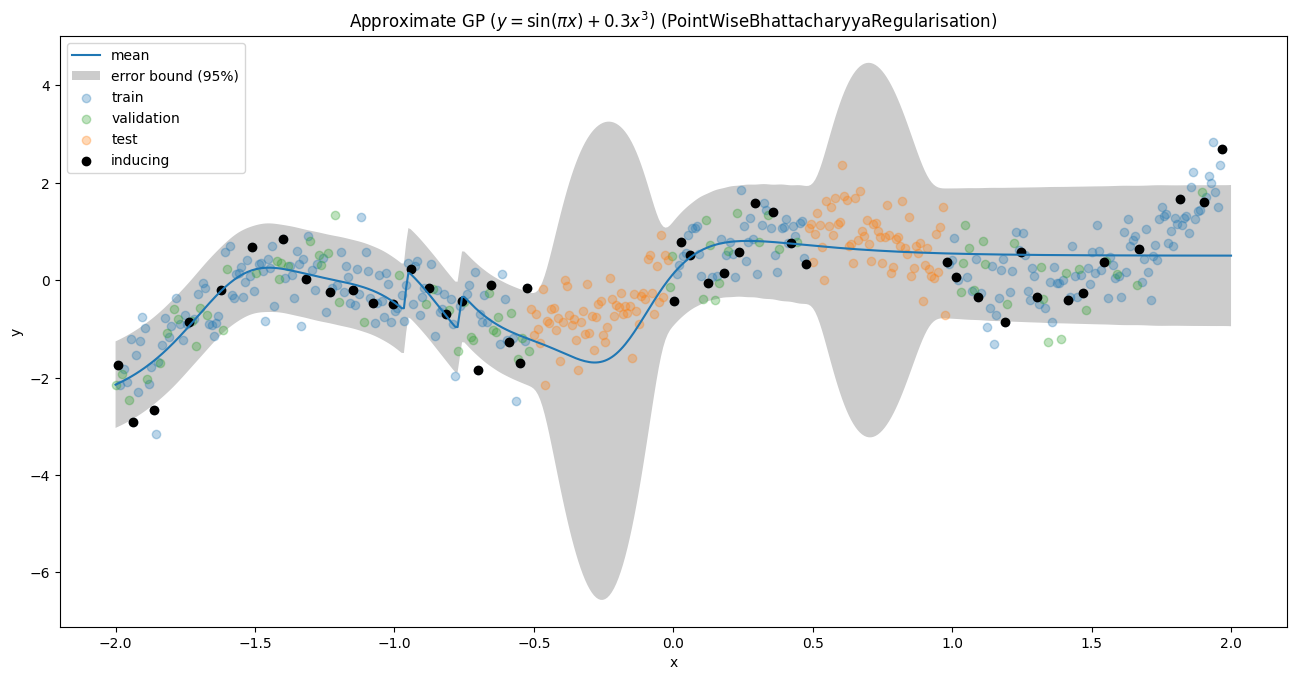 Approximate GP (y = sin(πx) + 0.3x³) (PointWiseBhattacharyyaRegularisation)
mean
error bound (95%)
train
validation
test
inducing
y
4
2
0
−2
−4
−6
−2.0 −1.5 −1.0 −0.5 0.0 0.5 1.0 1.5 2.0
x